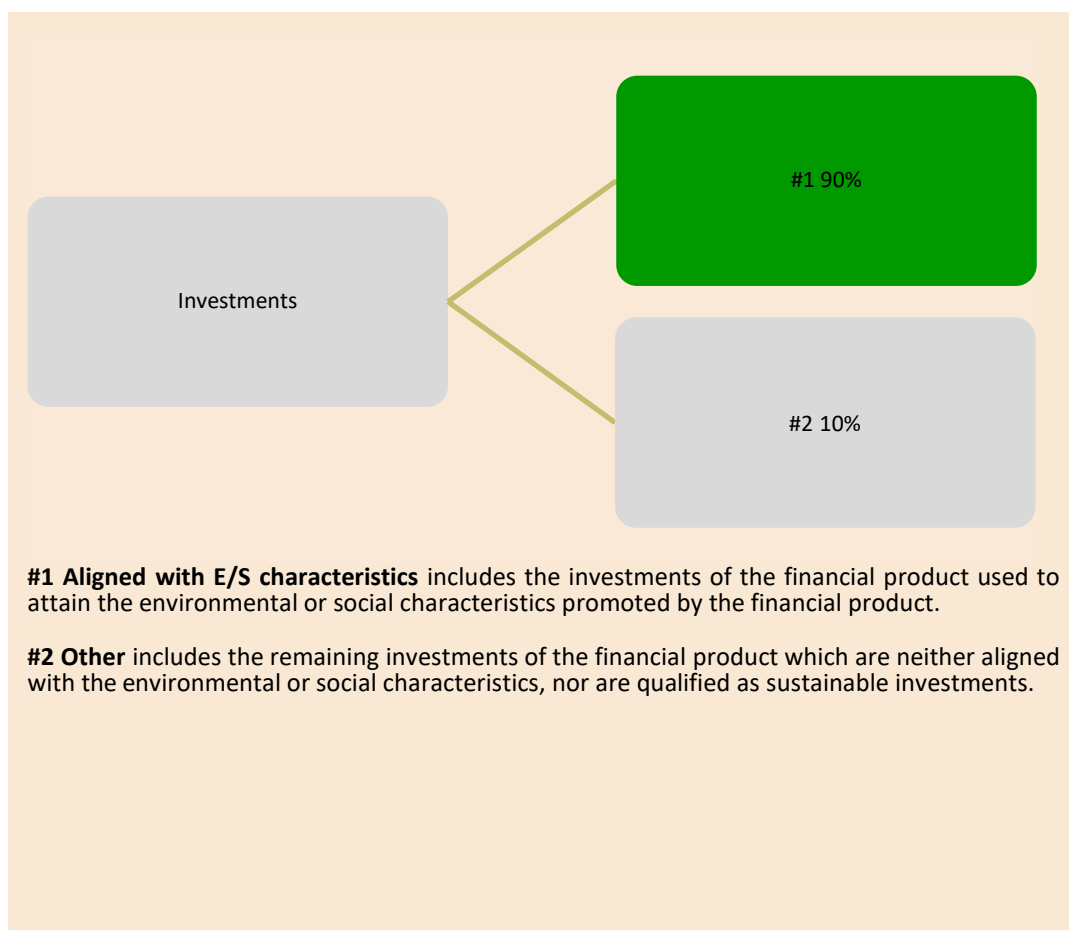 #1 90%
Investments
#2 10%
#1 Aligned with E/S characteristics includes the investments of the financial product used to
attain the environmental or social characteristics promoted by the financial product.
#2 Other includes the remaining investments of the financial product which are neither aligned
with the environmental or social characteristics, nor are qualified as sustainable investments.